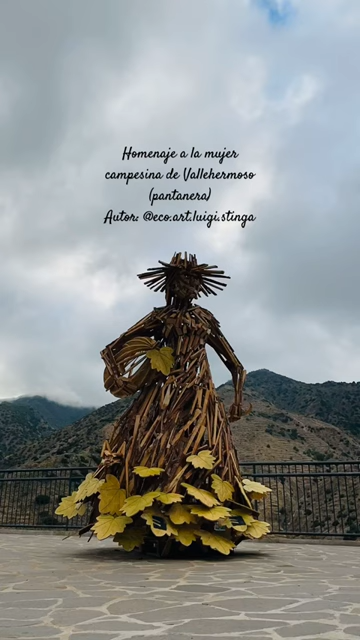 Homenaje a la mujer
campesina de Vallehermoso
(pantanera)
Autor: @eco.art.luigi.stinga